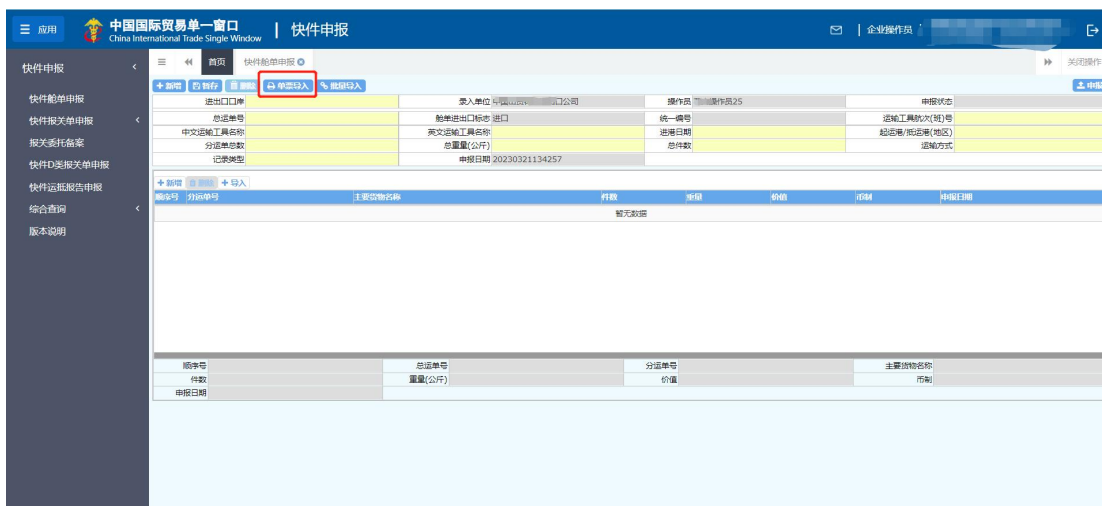 应用 中国国际贸易单一窗口 China International Trade Single Window | 快件申报 企业操作员
快件申报
快件舱单申报
快件报关单申报
报关委托备案
快件D类报关单申报
快件运抵报告申报
综合查询
版本说明
首页 快件舱单申报 关闭操作
新增 暂存 删除 单票导入 批量导入 申报
进出口口岸 录入单位 口公司 操作员 操作员25 申报状态
总运单号 舱单进出口标志 进口 统一编号 运输工具航次(班)号
中文运输工具名称 英文运输工具名称 进港日期 起运港/抵运港(地区)
分运单总数 总重量(公斤) 总件数 运输方式
记录类型 申报日期 20230321134257
新增 删除 导入
顺序号 分运单号 主要货物名称 件数 重量 价值 币制 申报日期
暂无数据
顺序号 总运单号 分运单号 主要货物名称
件数 重量(公斤) 价值 币制
申报日期